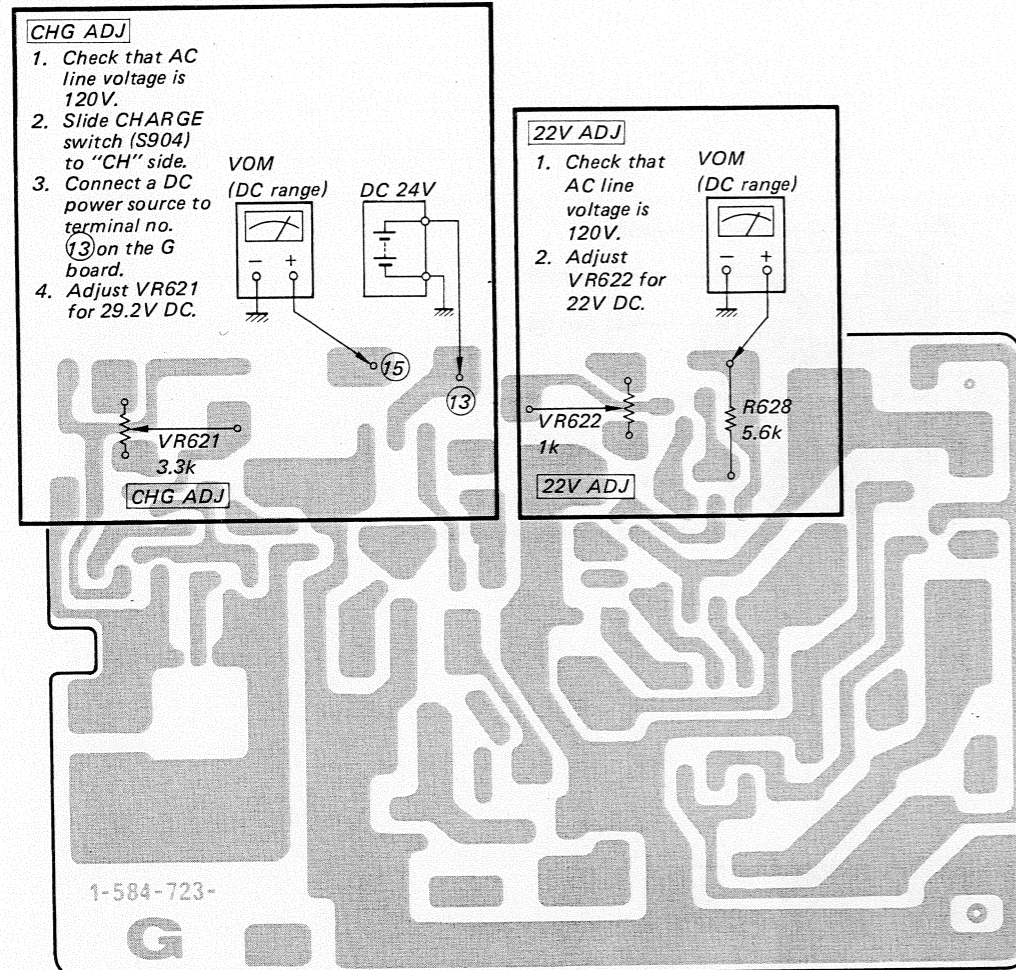 CHG ADJ
1. Check that AC
line voltage is
120V.
2. Slide CHARGE
switch (S904)
to "CH" side.
3. Connect a DC
power source to
terminal no.
13 on the G
board.
4. Adjust VR621
for 29.2V DC.
VOM
(DC range)
− +
DC 24V
15
13
VR621
3.3k
CHG ADJ
22V ADJ
1. Check that
AC line
voltage is
120V.
2. Adjust
VR622 for
22V DC.
VOM
(DC range)
− +
VR622
1k
R628
5.6k
22V ADJ
1-584-723-
G